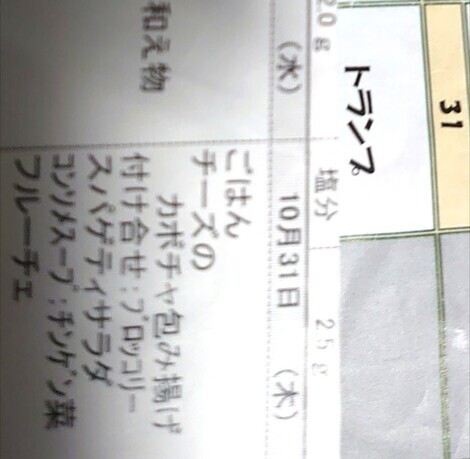 31
トランプ
2.0g
塩分
2.5g
(水)
10月31日
(木)
和え物
ごはん
チーズの
カボチャ包み揚げ
付け合せ:ブロッコリー
スパゲティサラダ
コンソメスープ:チンゲン菜
フルーチェ